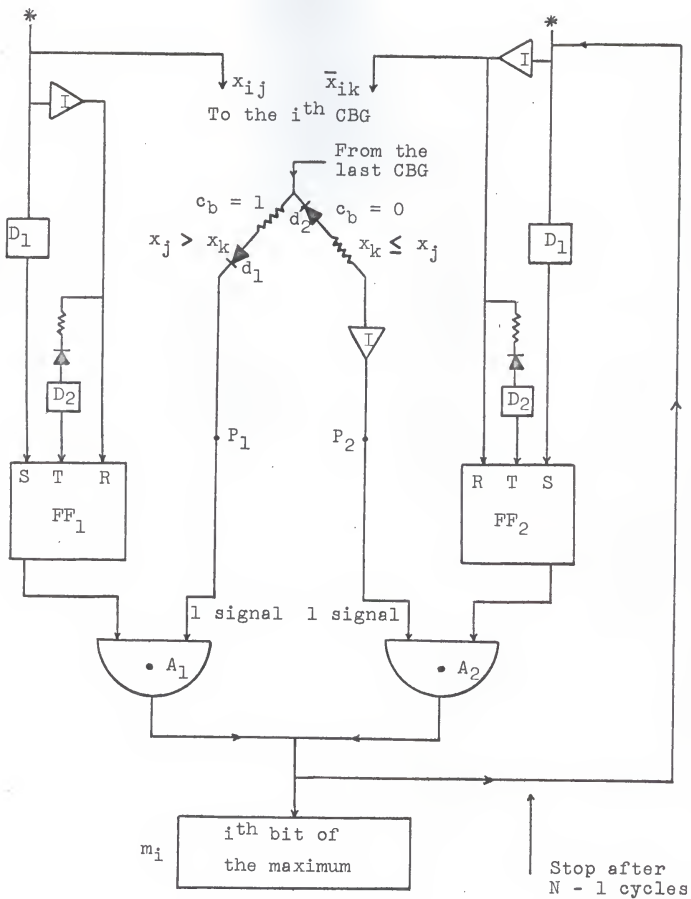 *
*
x_ij
x̄_ik
I
I
To the i^th CBG
From the
last CBG
c_b = 1
c_b = 0
d_2
x_j > x_k
x_k ≤ x_j
d_1
D_1
D_1
I
D_2
D_2
P_1
P_2
S T R
R T S
FF_1
FF_2
1 signal
1 signal
• A_1
• A_2
i^th bit of
the maximum
m_i
Stop after
N - 1 cycles